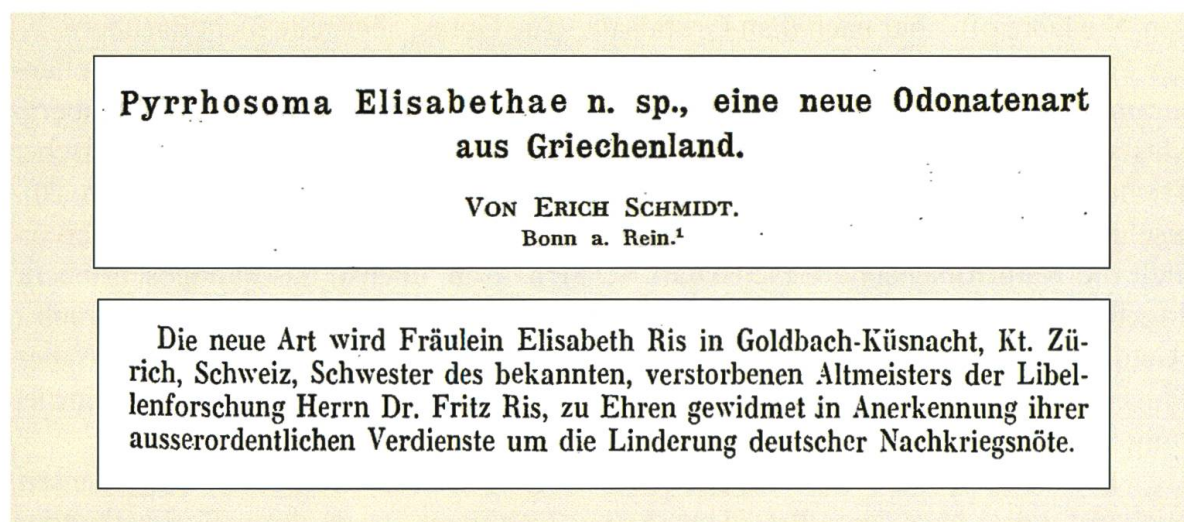 Pyrrhosoma Elisabethae n. sp., eine neue Odonatenart
aus Griechenland.
VON ERICH SCHMIDT.
Bonn a. Rein.¹
Die neue Art wird Fräulein Elisabeth Ris in Goldbach-Küsnacht, Kt. Zü-
rich, Schweiz, Schwester des bekannten, verstorbenen Altmeisters der Libel-
lenforschung Herrn Dr. Fritz Ris, zu Ehren gewidmet in Anerkennung ihrer
ausserordentlichen Verdienste um die Linderung deutscher Nachkriegsnöte.